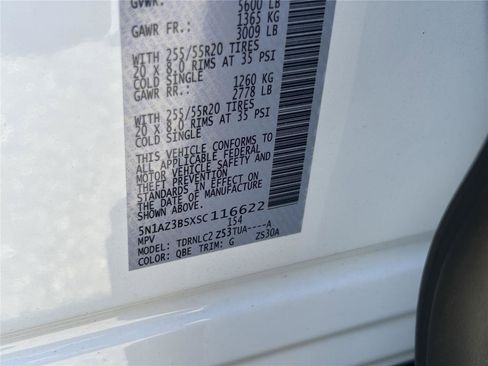 GVWR: 5600 LB
1365 KG
GAWR FR.: 3009 LB
WITH 255/55R20 TIRES
20 X 8.0 RIMS AT 35 PSI
COLD SINGLE
1260 KG
GAWR RR.: 2778 LB
WITH 255/55R20 TIRES
20 X 8.0 RIMS AT 35 PSI
COLD SINGLE
THIS VEHICLE CONFORMS TO
ALL APPLICABLE FEDERAL
MOTOR VEHICLE SAFETY AND
THEFT PREVENTION
STANDARDS IN EFFECT ON
THE DATE OF MANUFACTURE
5N1AZ3BSXSC116622
MPV 154
MODEL: TDRNLC2 ZS3TUA----A
COLOR: QBE TRIM: G ZS30A